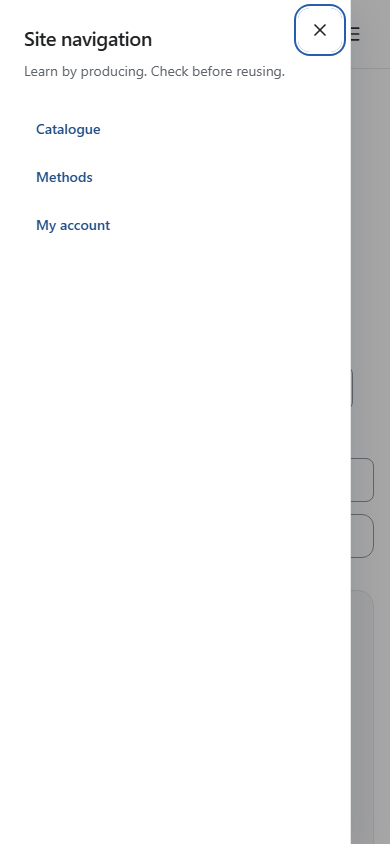 Site navigation
Learn by producing. Check before reusing.
Catalogue
Methods
My account